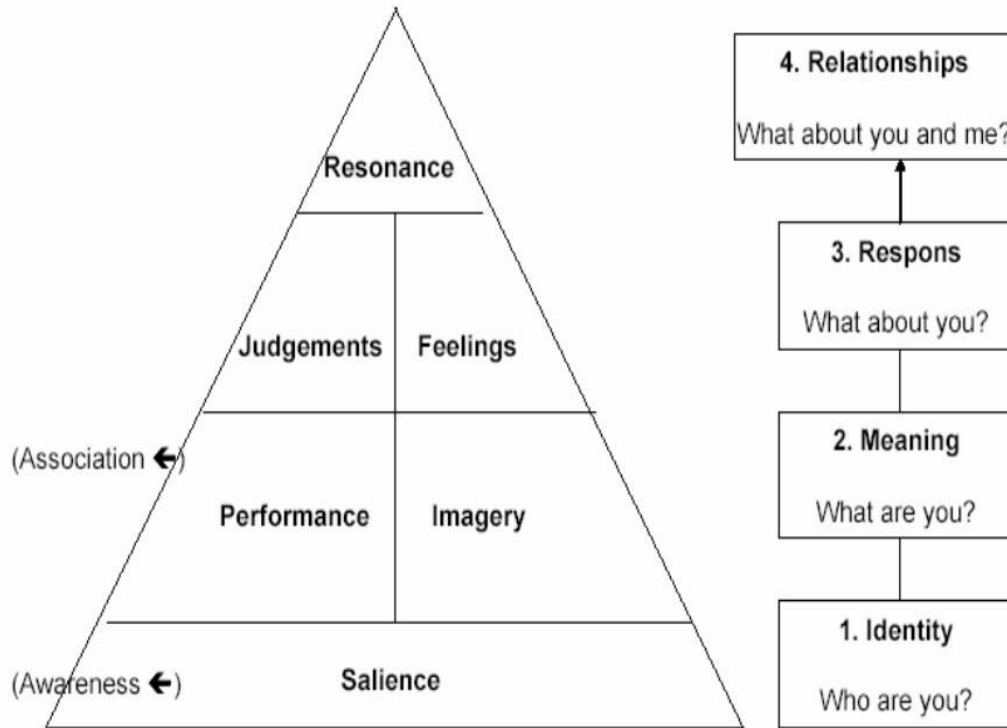 Resonance
Judgements
Feelings
(Association 🡸)
Performance
Imagery
(Awareness 🡸)
Salience
4. Relationships
What about you and me?
3. Respons
What about you?
2. Meaning
What are you?
1. Identity
Who are you?